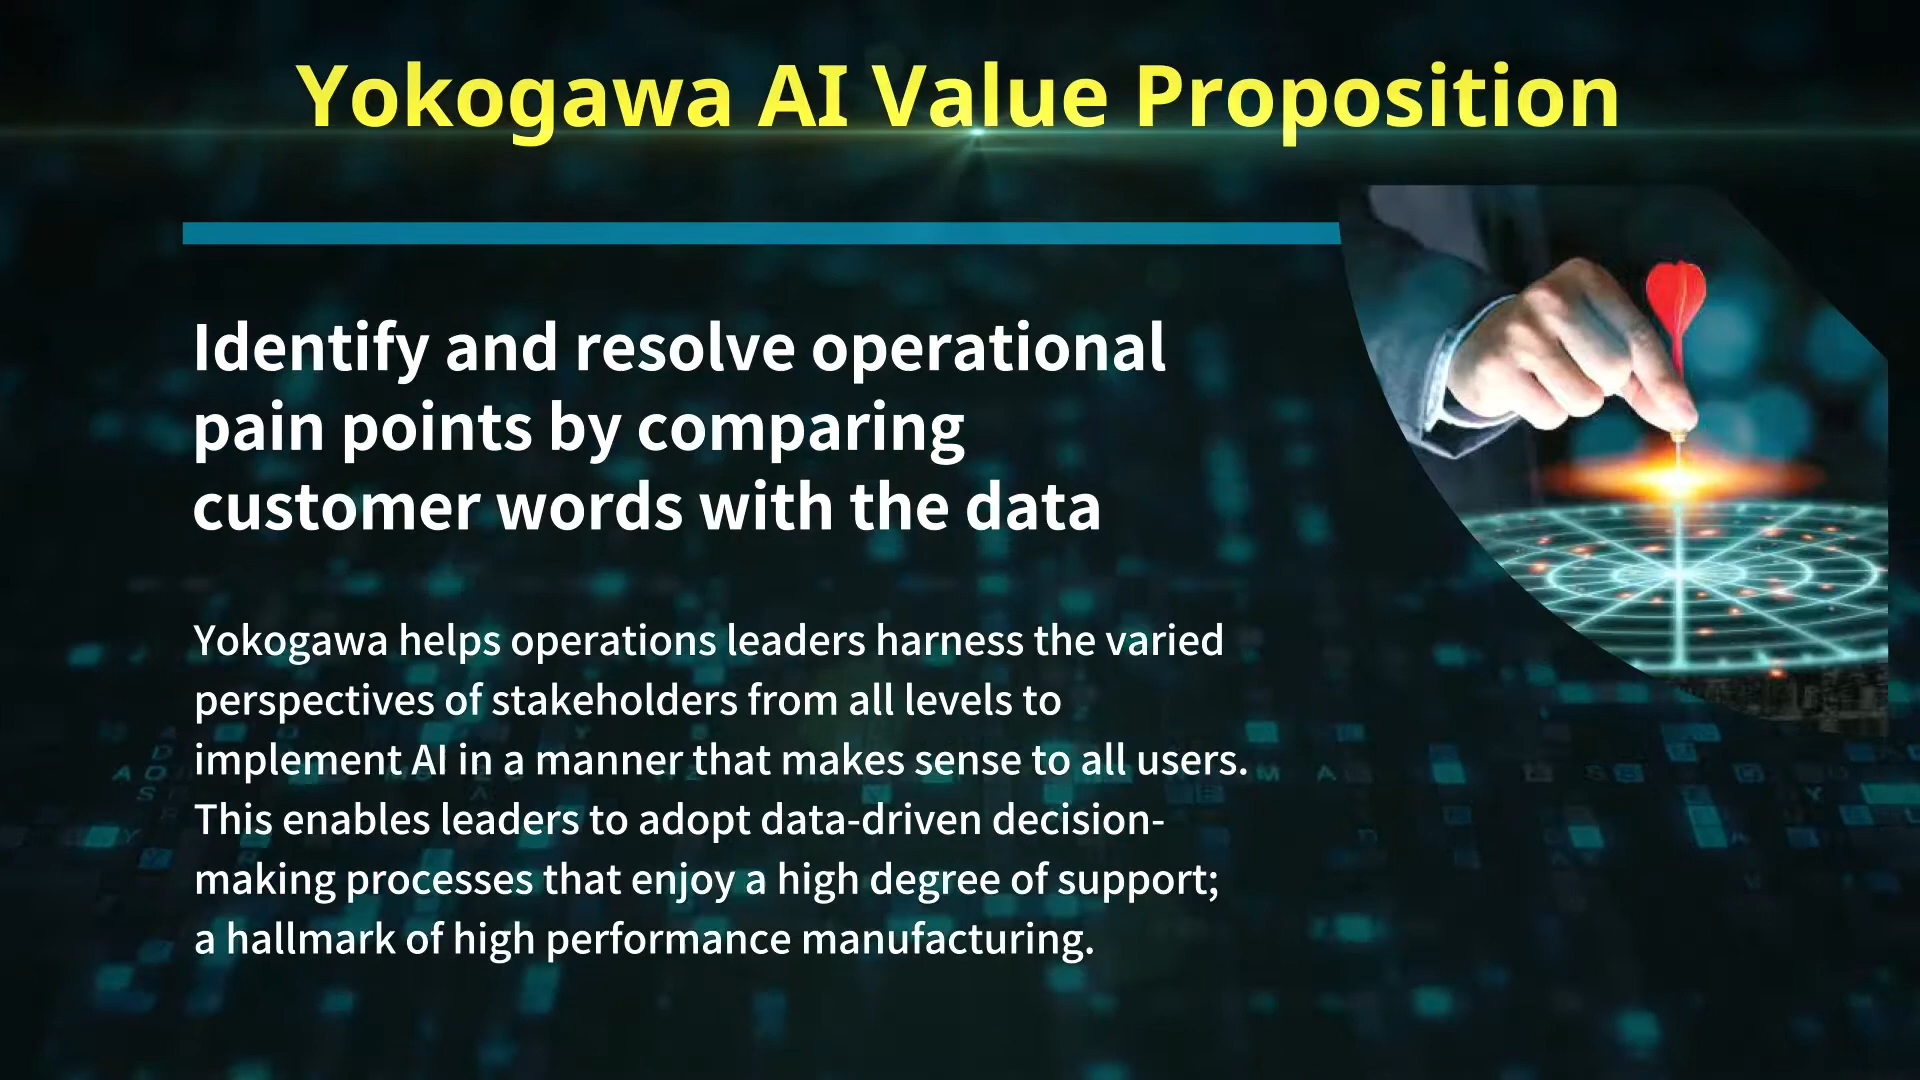 Yokogawa AI Value Proposition
Identify and resolve operational
pain points by comparing
customer words with the data
Yokogawa helps operations leaders harness the varied
perspectives of stakeholders from all levels to
implement AI in a manner that makes sense to all users.
This enables leaders to adopt data-driven decision-
making processes that enjoy a high degree of support;
a hallmark of high performance manufacturing.